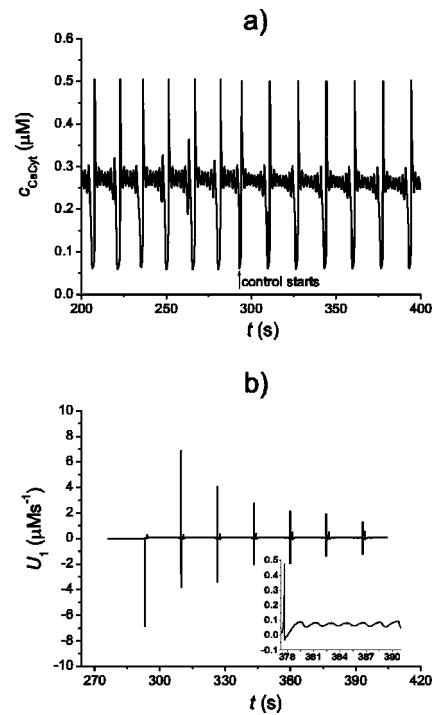 a)
c_CaCyt (μM)
0.6
0.5
0.4
0.3
0.2
0.1
0.0
control starts
200 250 300 350 400
t (s)
b)
U_1 (μMs⁻¹)
10
8
6
4
2
0
-2
-4
-6
-8
-10
0.5
0.4
0.3
0.2
0.1
0.0
-0.1
378 381 384 387 390
270 300 330 360 390 420
t (s)